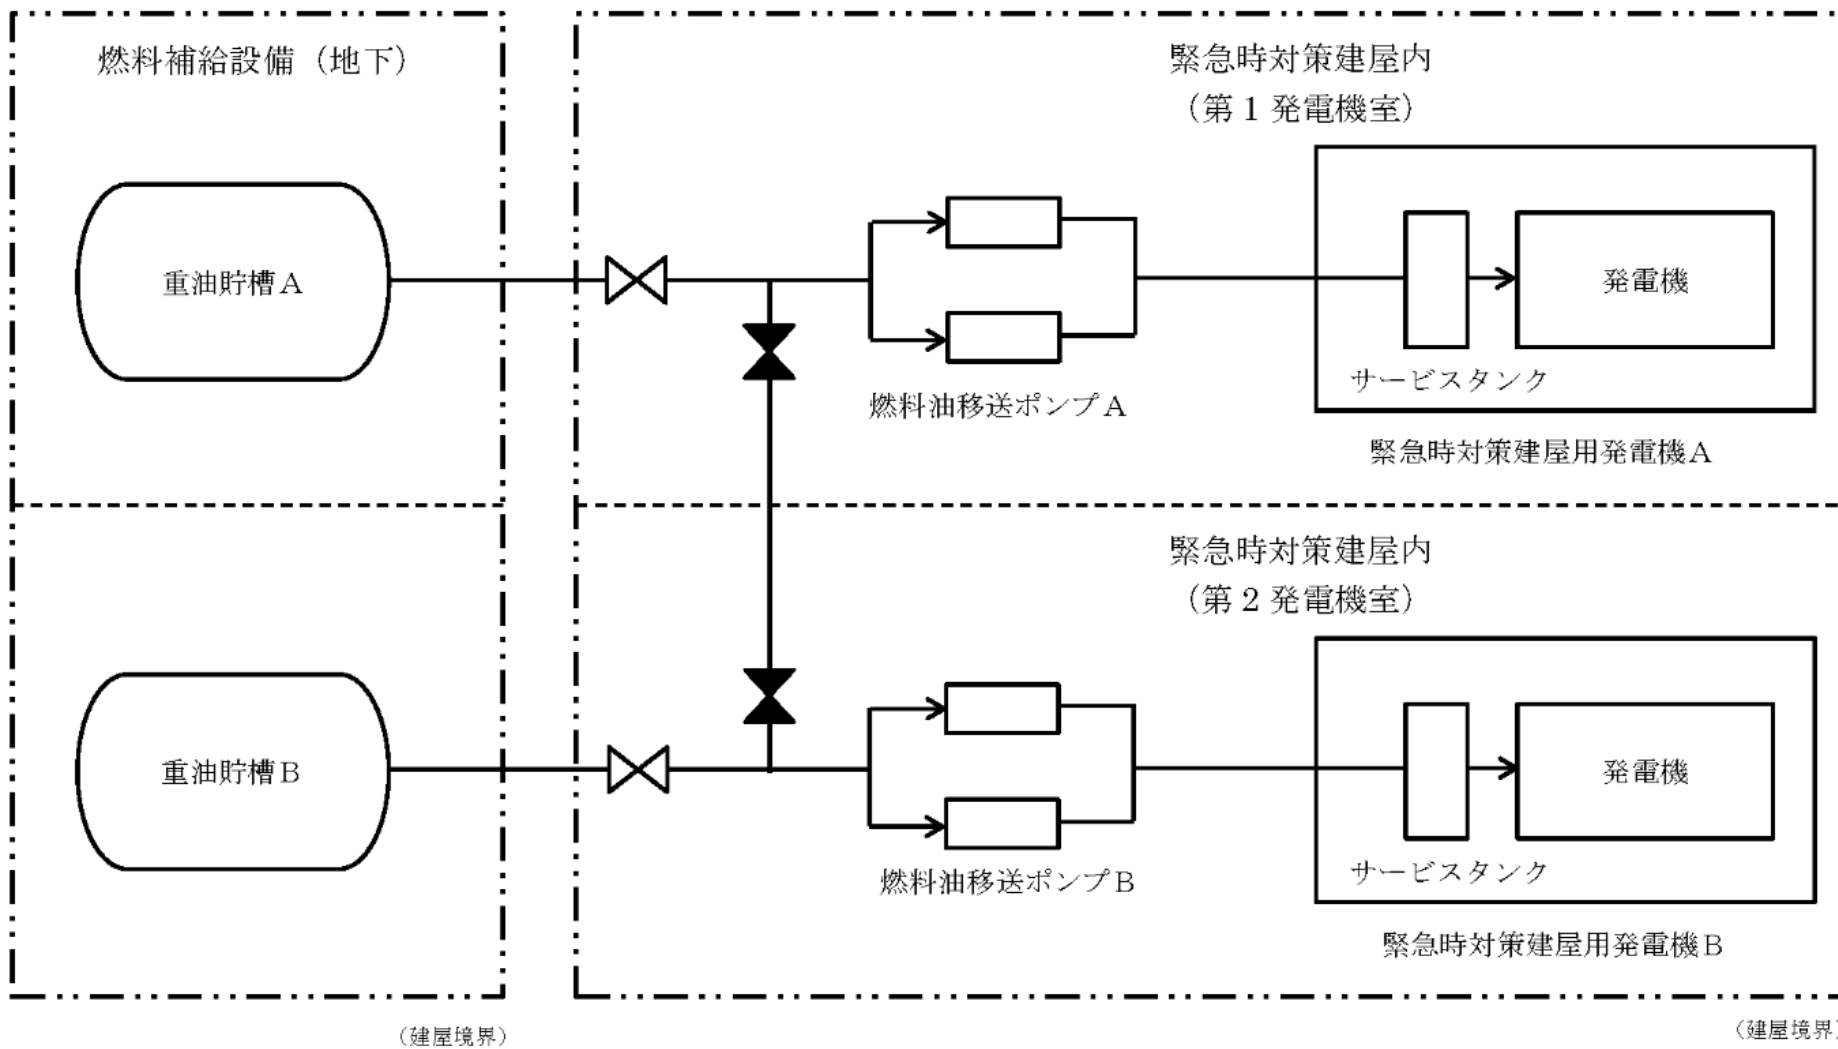 燃料補給設備（地下）
緊急時対策建屋内
（第１発電機室）
重油貯槽Ａ
発電機
サービスタンク
燃料油移送ポンプＡ
緊急時対策建屋用発電機Ａ
緊急時対策建屋内
（第２発電機室）
重油貯槽Ｂ
発電機
サービスタンク
燃料油移送ポンプＢ
緊急時対策建屋用発電機Ｂ
（建屋境界）
（建屋境界）